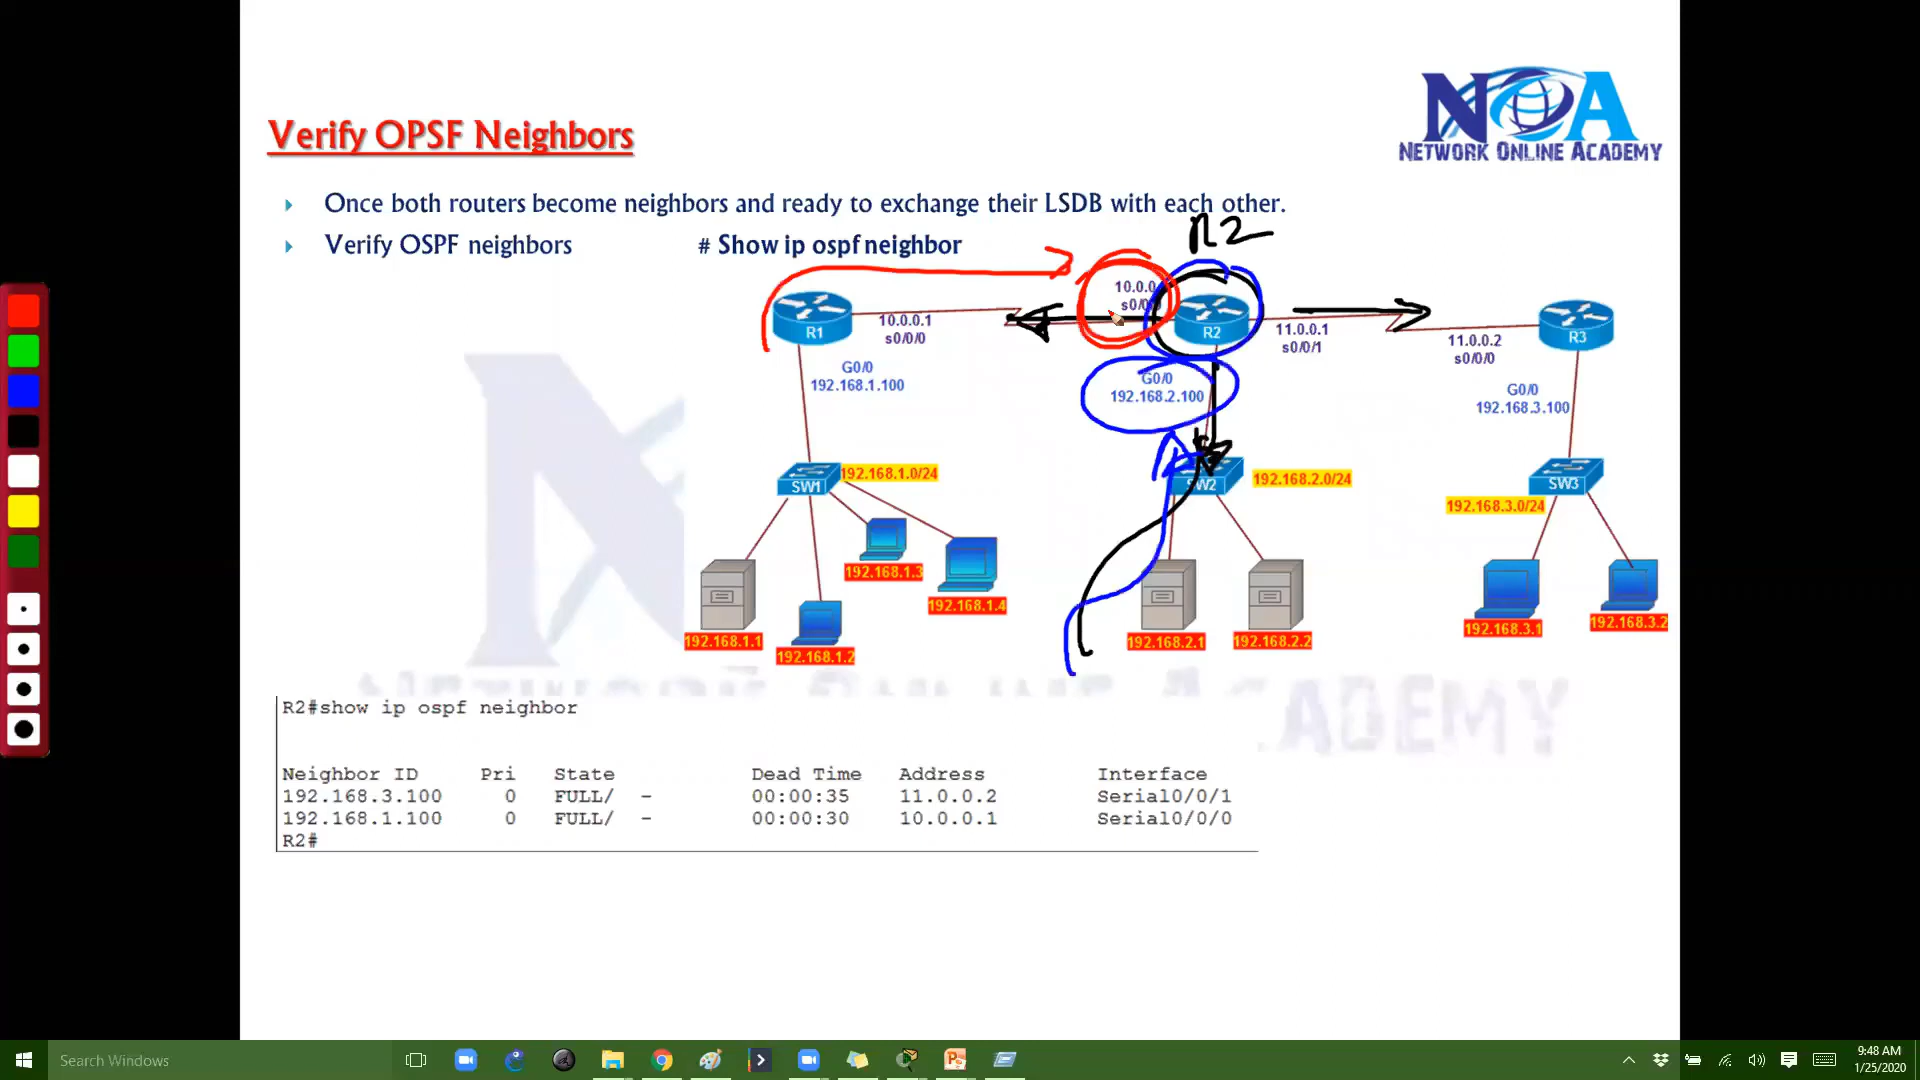 NOA
NETWORK ONLINE ACADEMY
Verify OPSF Neighbors
Once both routers become neighbors and ready to exchange their LSDB with each other.
Verify OSPF neighbors # Show ip ospf neighbor
R2
10.0.0
s0/0/
R1
10.0.0.1
s0/0/0
R2
11.0.0.1
s0/0/1
11.0.0.2
s0/0/0
R3
G0/0
192.168.1.100
G0/0
192.168.2.100
G0/0
192.168.3.100
SW1
192.168.1.0/24
SW2
192.168.2.0/24
SW3
192.168.3.0/24
192.168.1.3
192.168.1.4
192.168.1.1
192.168.1.2
192.168.2.1
192.168.2.2
192.168.3.1
192.168.3.2
R2#show ip ospf neighbor
Neighbor ID Pri State Dead Time Address Interface
192.168.3.100 0 FULL/ - 00:00:35 11.0.0.2 Serial0/0/1
192.168.1.100 0 FULL/ - 00:00:30 10.0.0.1 Serial0/0/0
R2#
Search Windows
9:48 AM
1/25/2020